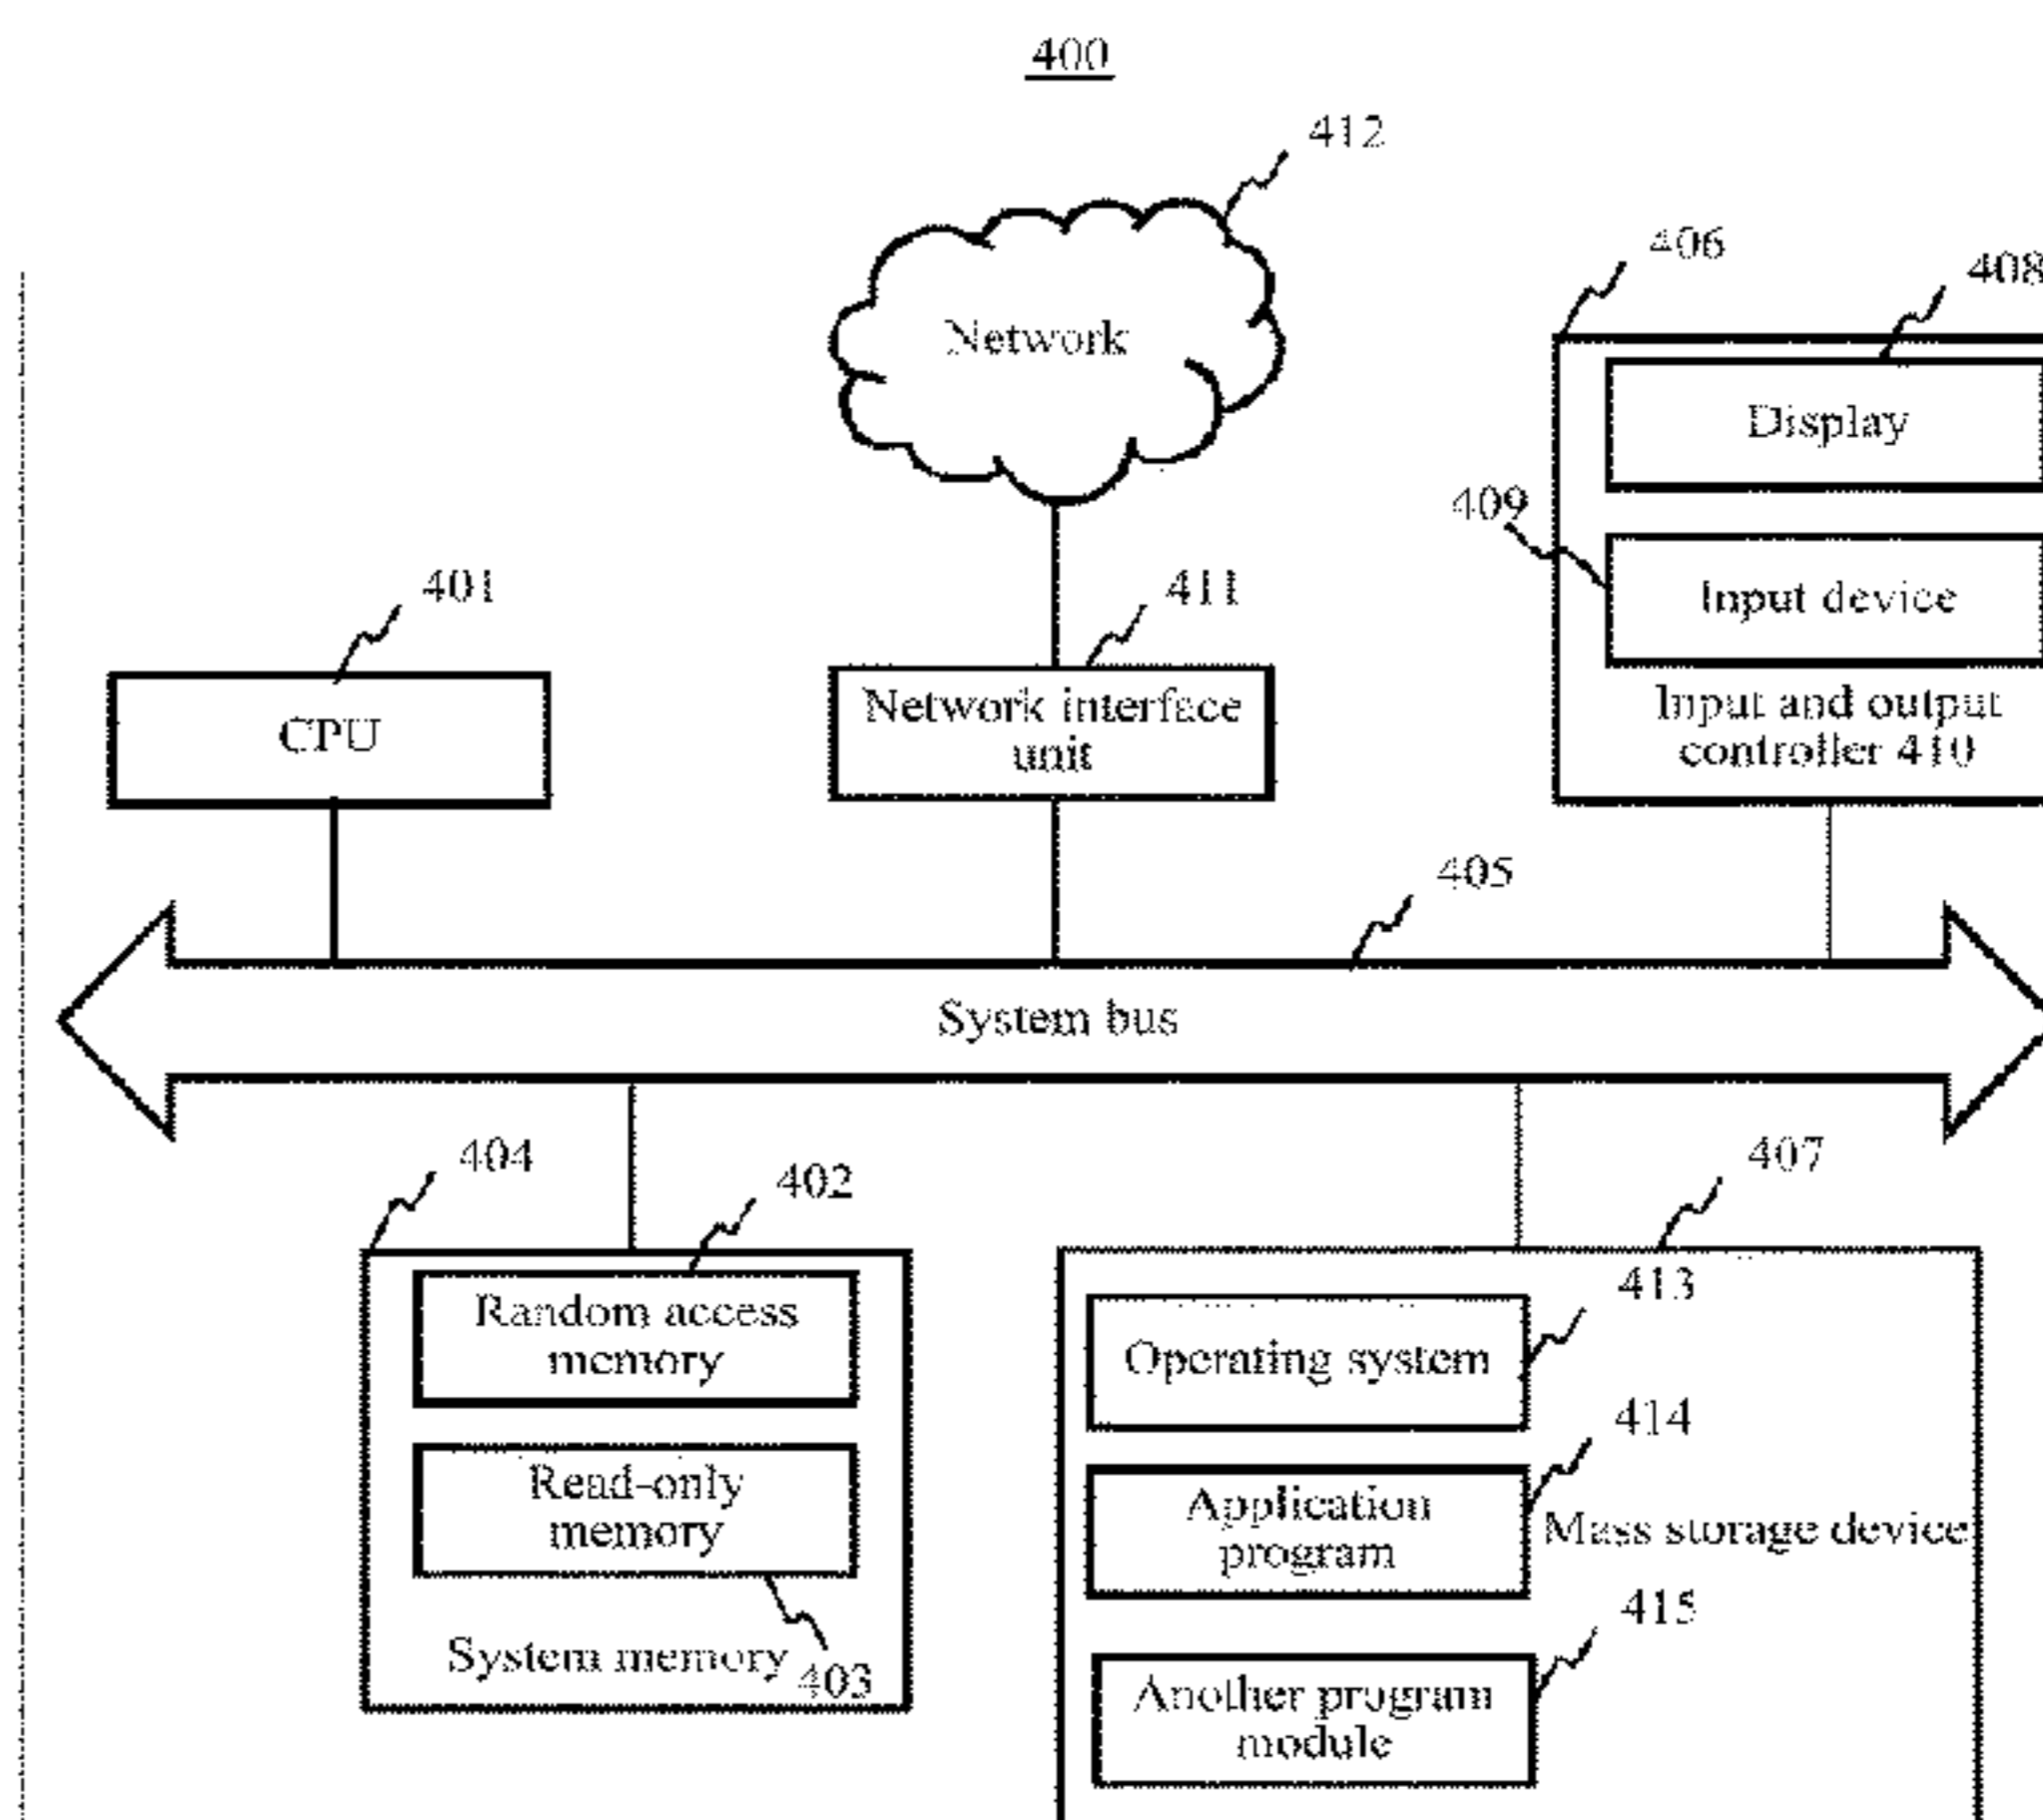 400
412
Network
406
408
Display
409
Input device
Input and output
controller 410
401
CPU
411
Network interface
unit
405
System bus
404
402
Random access
memory
Read-only
memory
System memory
403
407
413
Operating system
414
Application
program
Mass storage device
415
Another program
module